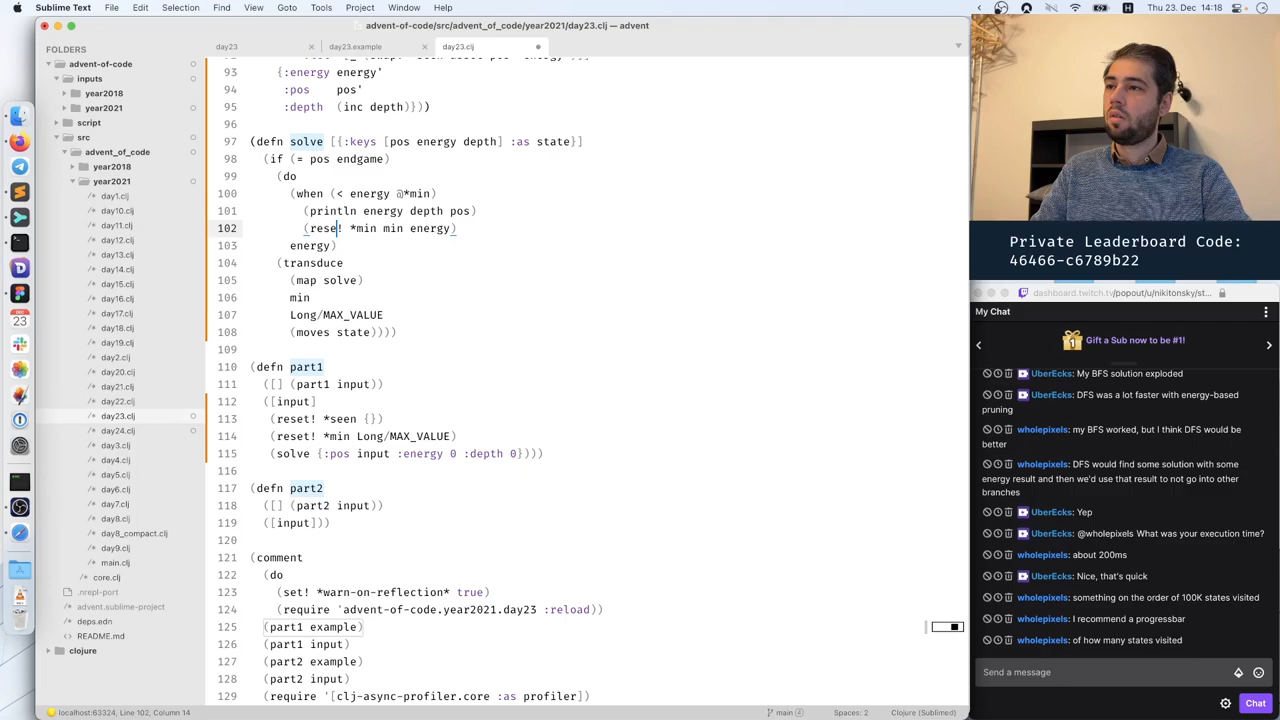 Sublime Text File Edit Selection Find View Goto Tools Project Window Help
Thu. 23. Dec 14:18
advent-of-code/src/advent_of_code/year2021/day23.clj — advent
FOLDERS
advent-of-code
inputs
year2018
year2021
script
src
advent_of_code
year2018
year2021
day1.clj
day10.clj
day11.clj
day12.clj
day13.clj
day14.clj
day15.clj
day16.clj
day17.clj
day18.clj
day19.clj
day2.clj
day20.clj
day21.clj
day22.clj
day23.clj
day24.clj
day3.clj
day4.clj
day5.clj
day6.clj
day7.clj
day8.clj
day8_compact.clj
day9.clj
main.clj
core.clj
.nrepl-port
advent.sublime-project
deps.edn
README.md
clojure
day23 day23.example day23.clj
93 {:energy energy'
94 :pos pos'
95 :depth (inc depth)}))
96
97 (defn solve [{:keys [pos energy depth] :as state}]
98 (if (= pos endgame)
99 (do
100 (when (< energy @*min)
101 (println energy depth pos)
102 (rese! *min min energy)
103 energy)
104 (transduce
105 (map solve)
106 min
107 Long/MAX_VALUE
108 (moves state))))
109
110 (defn part1
111 ([] (part1 input))
112 ([input]
113 (reset! *seen {})
114 (reset! *min Long/MAX_VALUE)
115 (solve {:pos input :energy 0 :depth 0})))
116
117 (defn part2
118 ([] (part2 input))
119 ([input]))
120
121 (comment
122 (do
123 (set! *warn-on-reflection* true)
124 (require 'advent-of-code.year2021.day23 :reload))
125 (part1 example)
126 (part1 input)
127 (part2 example)
128 (part2 input)
129 (require '[clj-async-profiler.core :as profiler])
localhost:63324, Line 102, Column 14 main 4 Spaces: 2 Clojure (Sublimed)
Private Leaderboard Code:
46466-c6789b22
dashboard.twitch.tv/popout/u/nikitonsky/st...
My Chat
Gift a Sub now to be #1!
UberEcks: My BFS solution exploded
UberEcks: DFS was a lot faster with energy-based
pruning
wholepixels: my BFS worked, but I think DFS would be
better
wholepixels: DFS would find some solution with some
energy result and then we'd use that result to not go into other
branches
UberEcks: Yep
UberEcks: @wholepixels What was your execution time?
wholepixels: about 200ms
UberEcks: Nice, that's quick
wholepixels: something on the order of 100K states visited
wholepixels: I recommend a progressbar
wholepixels: of how many states visited
Send a message
Chat